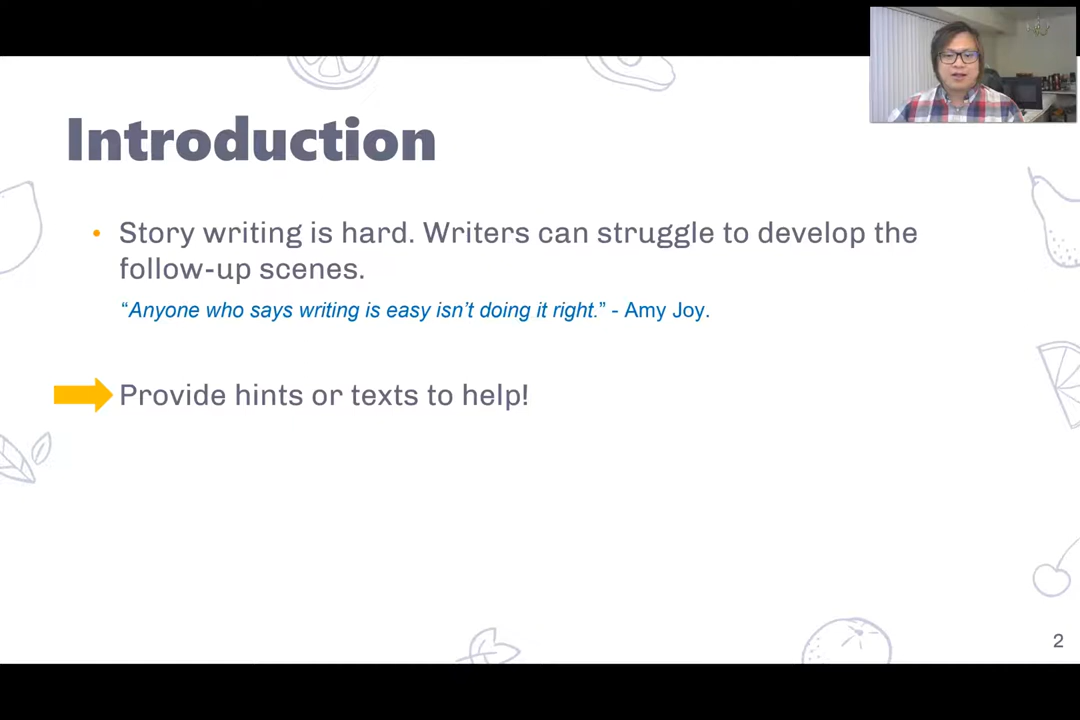 Introduction
• Story writing is hard. Writers can struggle to develop the
follow-up scenes.
“Anyone who says writing is easy isn’t doing it right.” - Amy Joy.
Provide hints or texts to help!
2